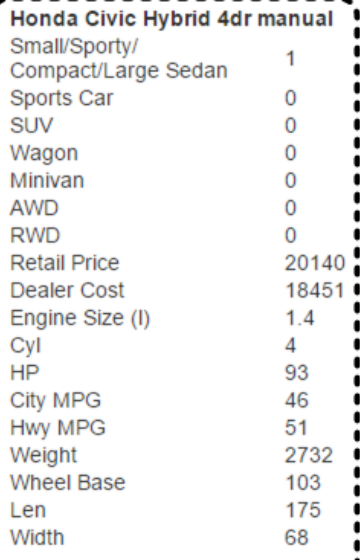 Honda Civic Hybrid 4dr manual
Small/Sporty/
Compact/Large Sedan 1
Sports Car 0
SUV 0
Wagon 0
Minivan 0
AWD 0
RWD 0
Retail Price 20140
Dealer Cost 18451
Engine Size (l) 1.4
Cyl 4
HP 93
City MPG 46
Hwy MPG 51
Weight 2732
Wheel Base 103
Len 175
Width 68